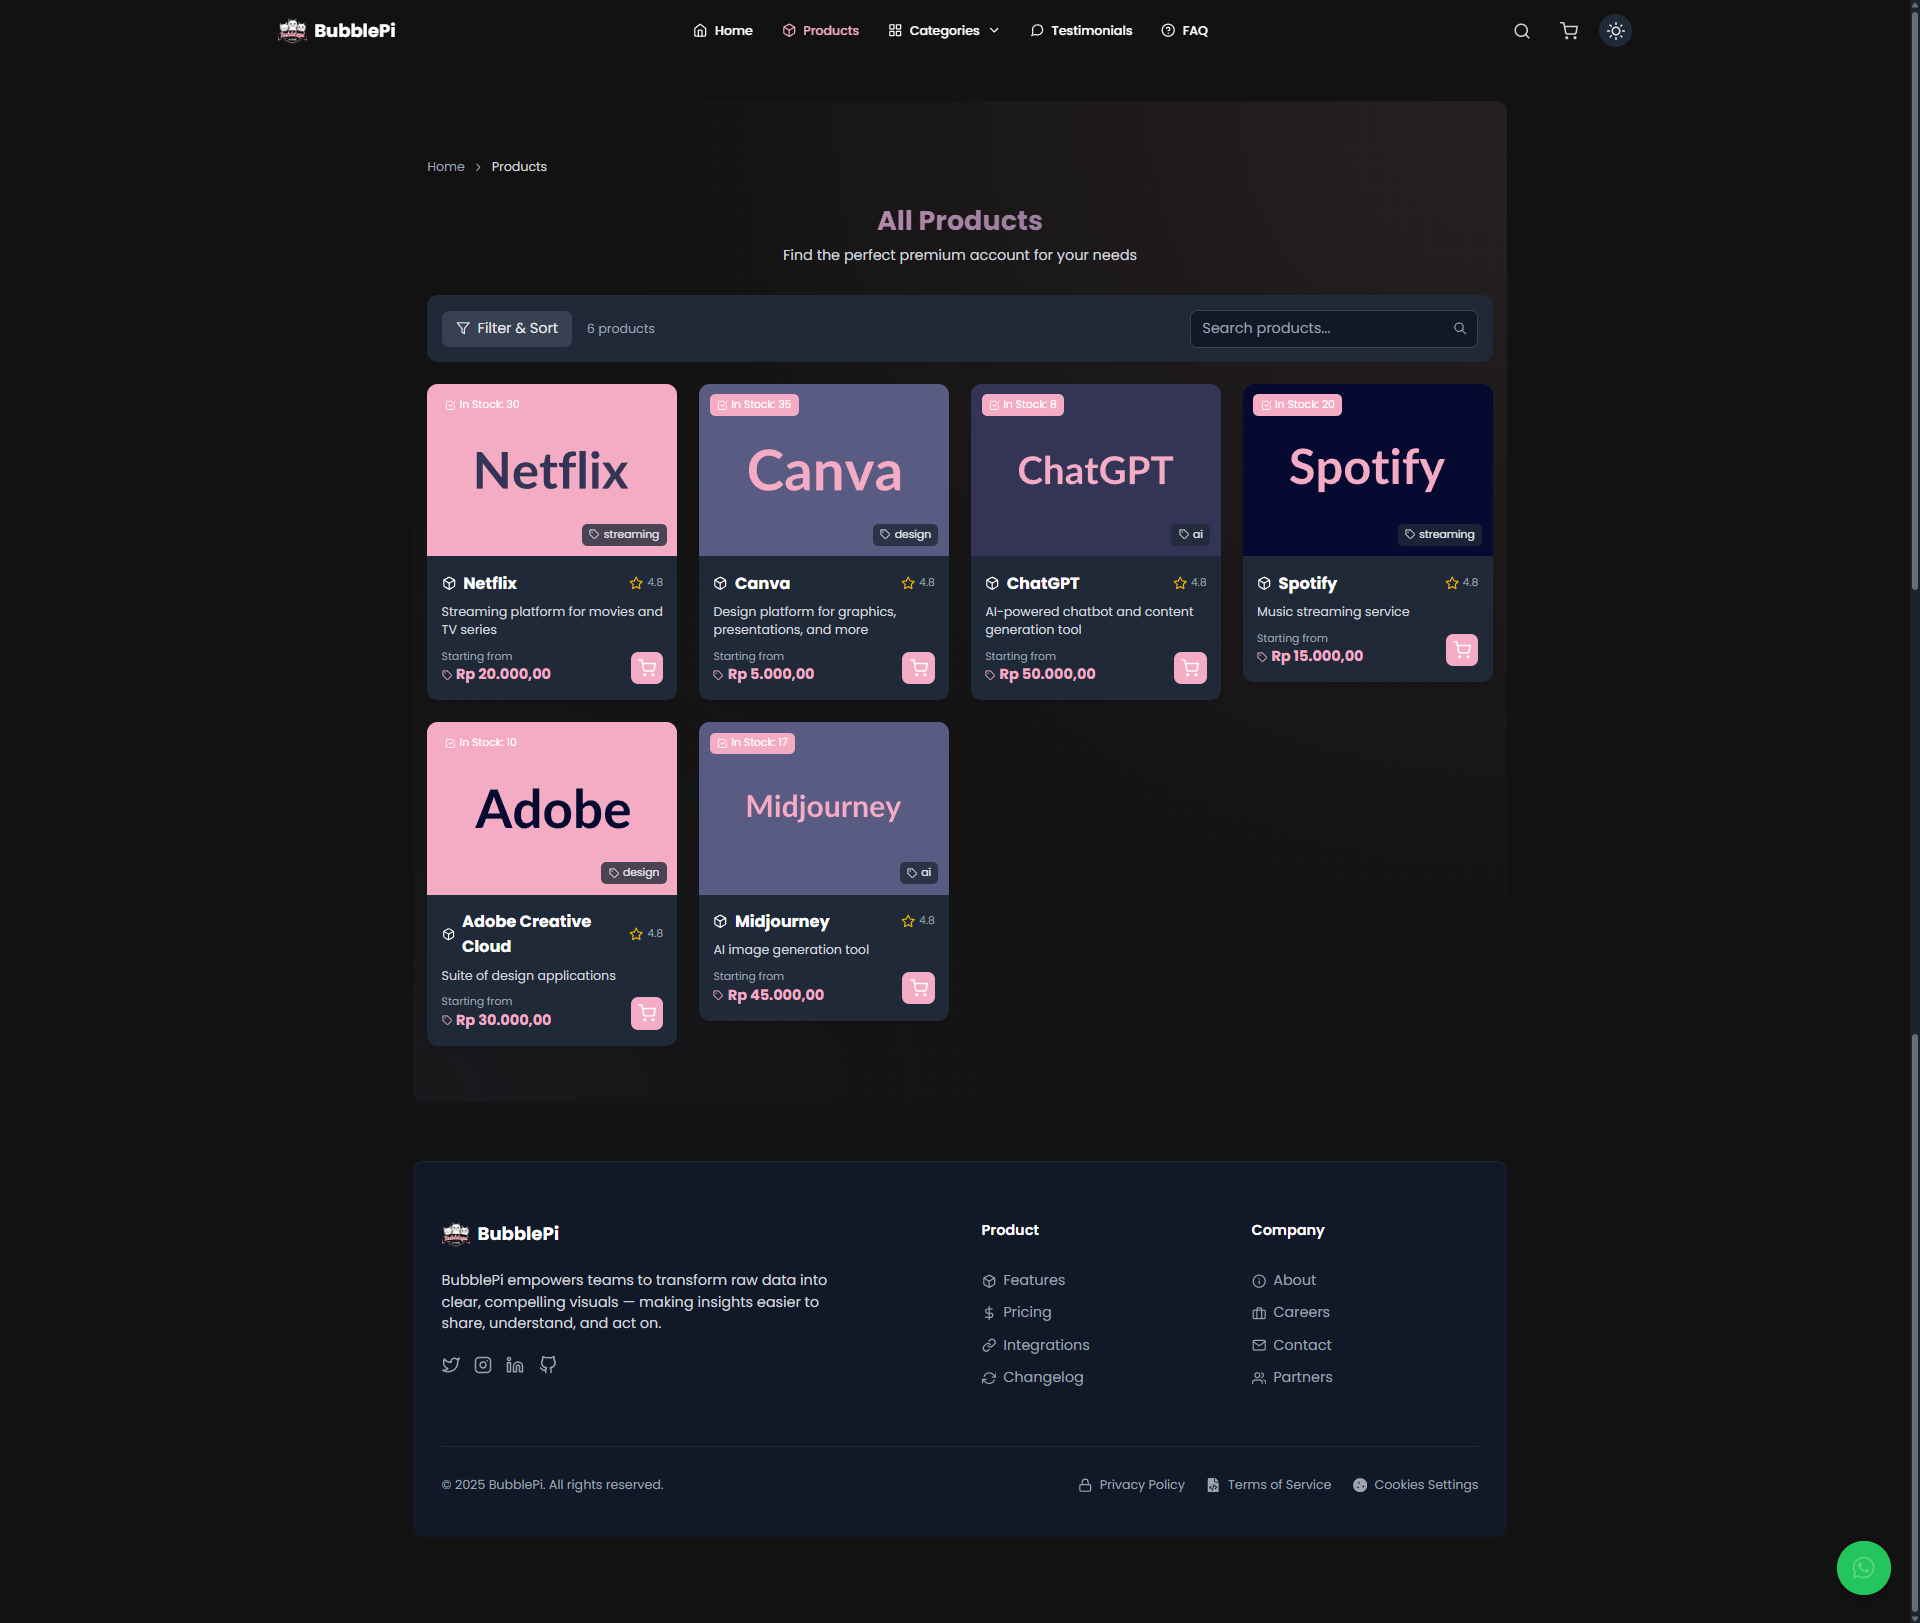 BubblePi
Home
Products
Categories
Testimonials
FAQ
Home > Products
All Products
Find the perfect premium account for your needs
Filter & Sort
6 products
Search products...
In Stock: 30
Netflix
streaming
Netflix
4.8
Streaming platform for movies and
TV series
Starting from
Rp 20.000,00
In Stock: 35
Canva
design
Canva
4.8
Design platform for graphics,
presentations, and more
Starting from
Rp 5.000,00
In Stock: 8
ChatGPT
ai
ChatGPT
4.8
AI-powered chatbot and content
generation tool
Starting from
Rp 50.000,00
In Stock: 20
Spotify
streaming
Spotify
4.8
Music streaming service
Starting from
Rp 15.000,00
In Stock: 10
Adobe
design
Adobe Creative
Cloud
4.8
Suite of design applications
Starting from
Rp 30.000,00
In Stock: 17
Midjourney
ai
Midjourney
4.8
AI image generation tool
Starting from
Rp 45.000,00
BubblePi
BubblePi empowers teams to transform raw data into
clear, compelling visuals — making insights easier to
share, understand, and act on.
Product
Features
Pricing
Integrations
Changelog
Company
About
Careers
Contact
Partners
© 2025 BubblePi. All rights reserved.
Privacy Policy
Terms of Service
Cookies Settings